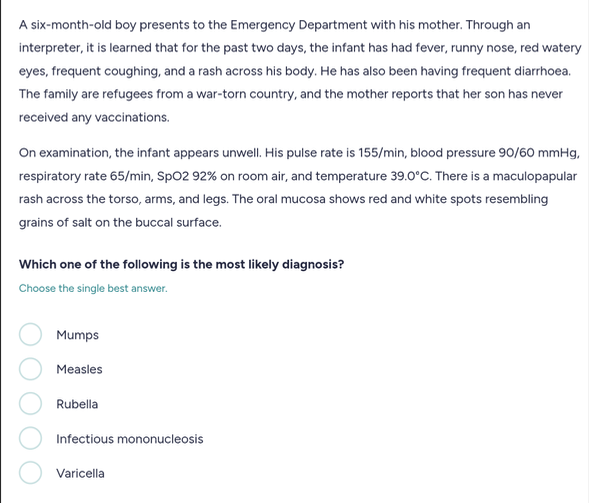 A six-month-old boy presents to the Emergency Department with his mother. Through an
interpreter, it is learned that for the past two days, the infant has had fever, runny nose, red watery
eyes, frequent coughing, and a rash across his body. He has also been having frequent diarrhoea.
The family are refugees from a war-torn country, and the mother reports that her son has never
received any vaccinations.
On examination, the infant appears unwell. His pulse rate is 155/min, blood pressure 90/60 mmHg,
respiratory rate 65/min, SpO2 92% on room air, and temperature 39.0°C. There is a maculopapular
rash across the torso, arms, and legs. The oral mucosa shows red and white spots resembling
grains of salt on the buccal surface.
Which one of the following is the most likely diagnosis?
Choose the single best answer.
Mumps
Measles
Rubella
Infectious mononucleosis
Varicella